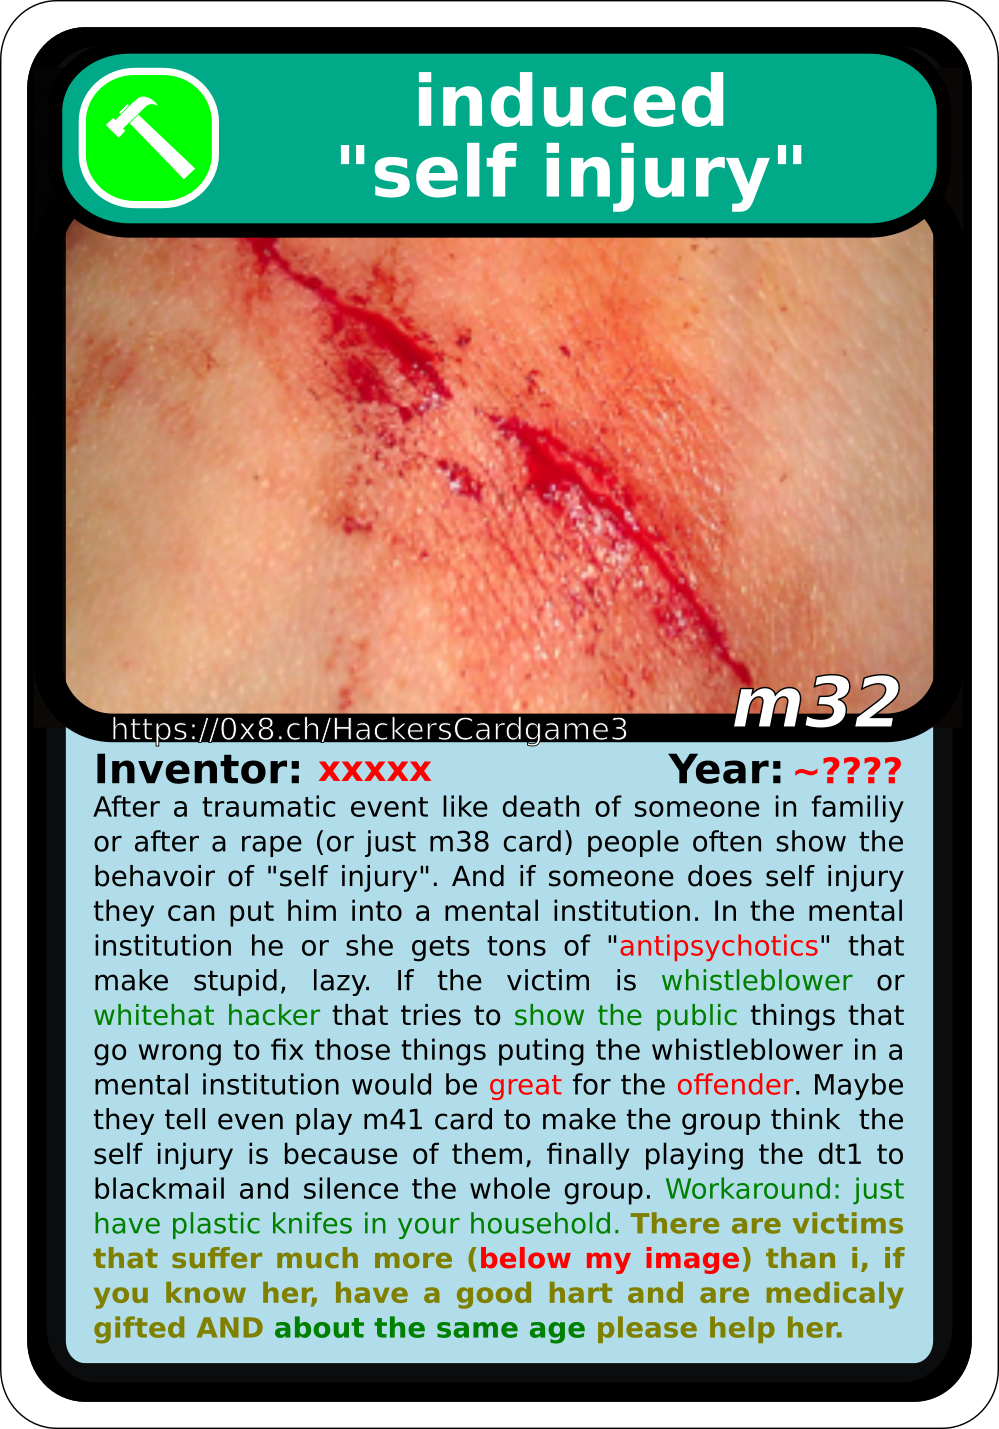 induced
"self injury"
m32
https://0x8.ch/HackersCardgame3
Inventor: xxxxx Year: ~????
After a traumatic event like death of someone in familiy
or after a rape (or just m38 card) people often show the
behavoir of "self injury". And if someone does self injury
they can put him into a mental institution. In the mental
institution he or she gets tons of "antipsychotics" that
make stupid, lazy. If the victim is whistleblower or
whitehat hacker that tries to show the public things that
go wrong to fix those things puting the whistleblower in a
mental institution would be great for the offender. Maybe
they tell even play m41 card to make the group think  the
self injury is because of them, finally playing the dt1 to
blackmail and silence the whole group. Workaround: just
have plastic knifes in your household. There are victims
that suffer much more (below my image) than i, if
you know her, have a good hart and are medicaly
gifted AND about the same age please help her.